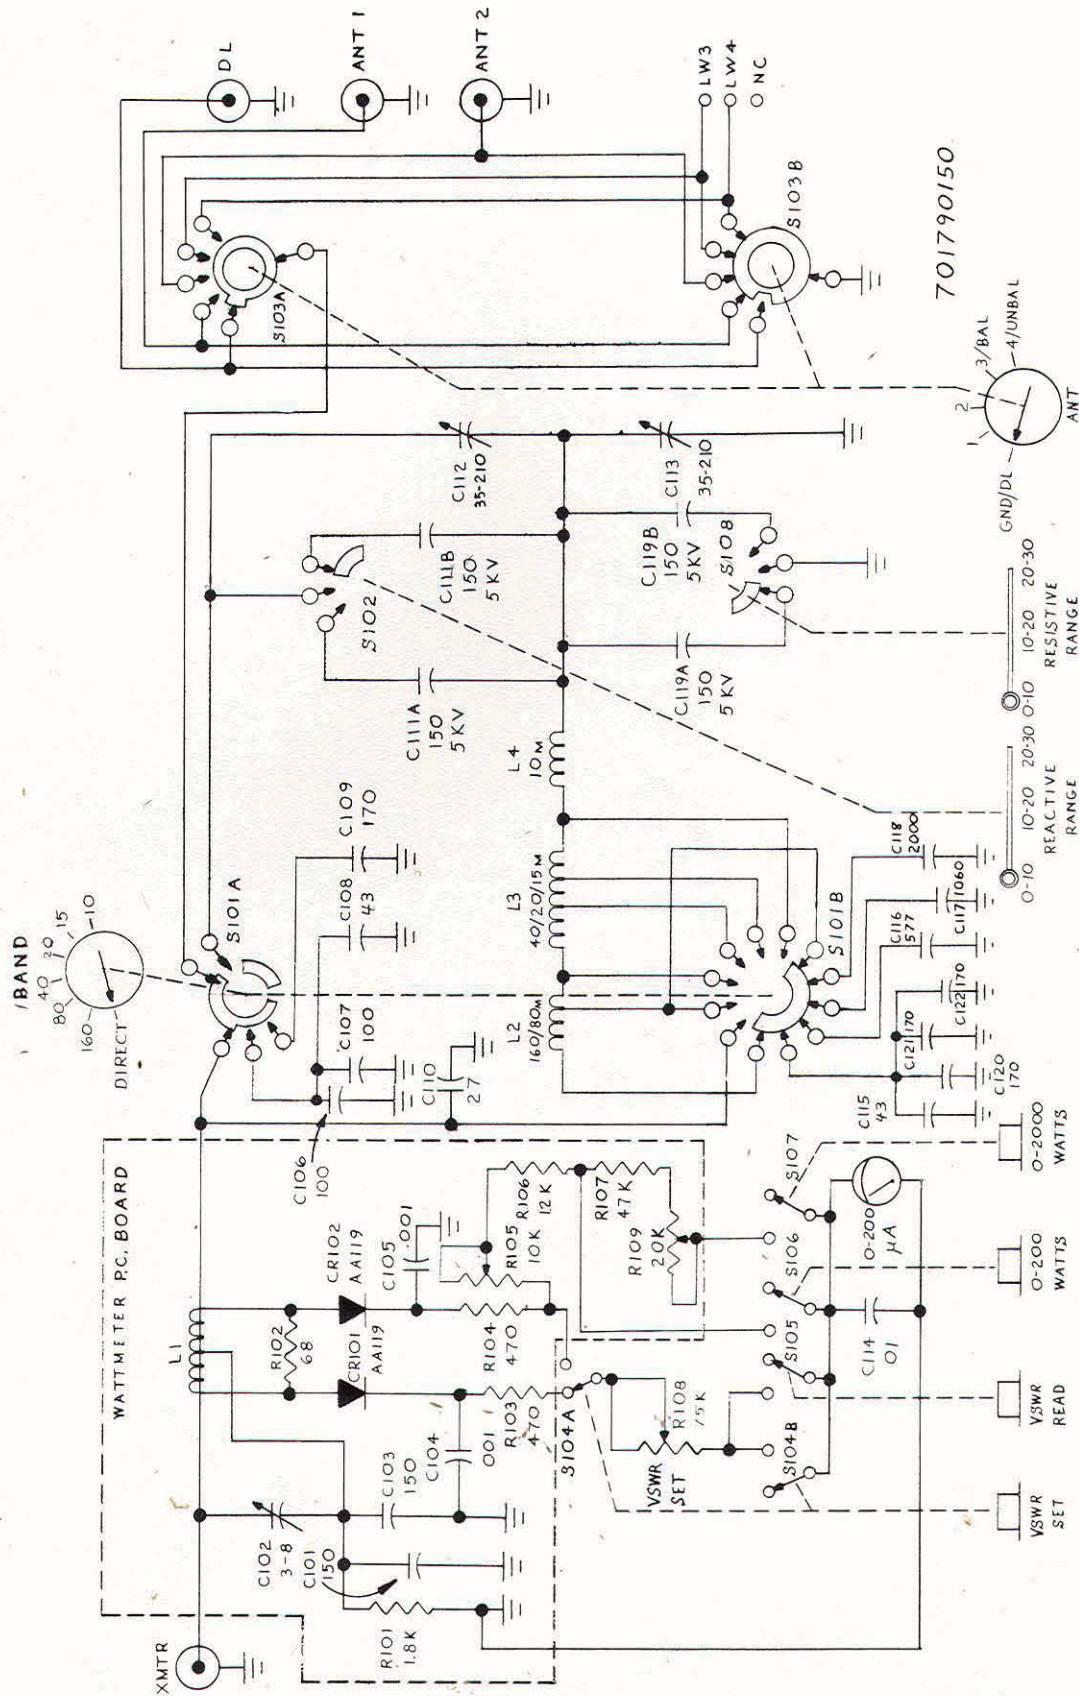 /BAND
160
80
40
20
15
10
DIRECT
DL
ANT 1
ANT 2
LW3
LW4
NC
S101A
S103A
S103B
701790150
WATTMETER P.C. BOARD
XMTR
L1
R102
68
CR102
AA119
CR101
AA119
C105
.001
C102
3-8
C101
150
C103
150
C104
001
R101
1.8K
R103
470
R104
470
R105
10K
R106
12K
R107
47K
R109
20K
S104A
R108
VSWR
SET
S104B
S105
S106
S107
0-200
µA
C114
01
VSWR
SET
VSWR
READ
0-200
WATTS
0-2000
WATTS
C106
100
C107
100
C108
43
C109
170
C110
27
L2
160/80M
L3
40/20/15M
L4
10M
S101B
C115
43
C120
170
C121
170
C122
170
C116
577
C117
1060
C118
2000
S102
C111A
150
5KV
C111B
150
5KV
C112
35-210
C113
35-210
C119A
150
5KV
C119B
150
5KV
S108
0-10
10-20
20-30
REACTIVE
RANGE
0-10
10-20
20-30
RESISTIVE
RANGE
GND/DL
1
2
3/BAL
4/UNBAL
ANT